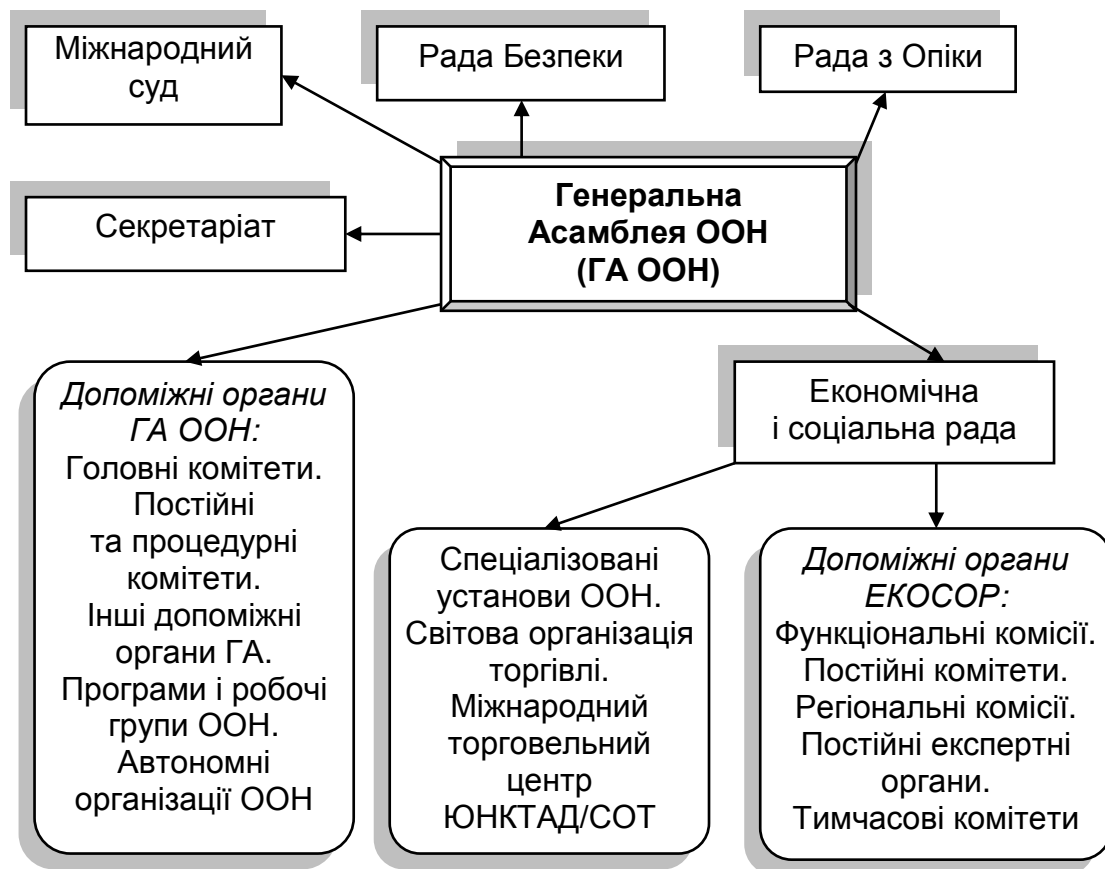 Міжнародний
суд
Рада Безпеки
Рада з Опіки
Генеральна
Асамблея ООН
(ГА ООН)
Секретаріат
Допоміжні органи
ГА ООН:
Головні комітети.
Постійні
та процедурні
комітети.
Інші допоміжні
органи ГА.
Програми і робочі
групи ООН.
Автономні
організації ООН
Економічна
і соціальна рада
Спеціалізовані
установи ООН.
Світова організація
торгівлі.
Міжнародний
торговельний
центр
ЮНКТАД/СОТ
Допоміжні органи
ЕКОСОР:
Функціональні комісії.
Постійні комітети.
Регіональні комісії.
Постійні експертні
органи.
Тимчасові комітети